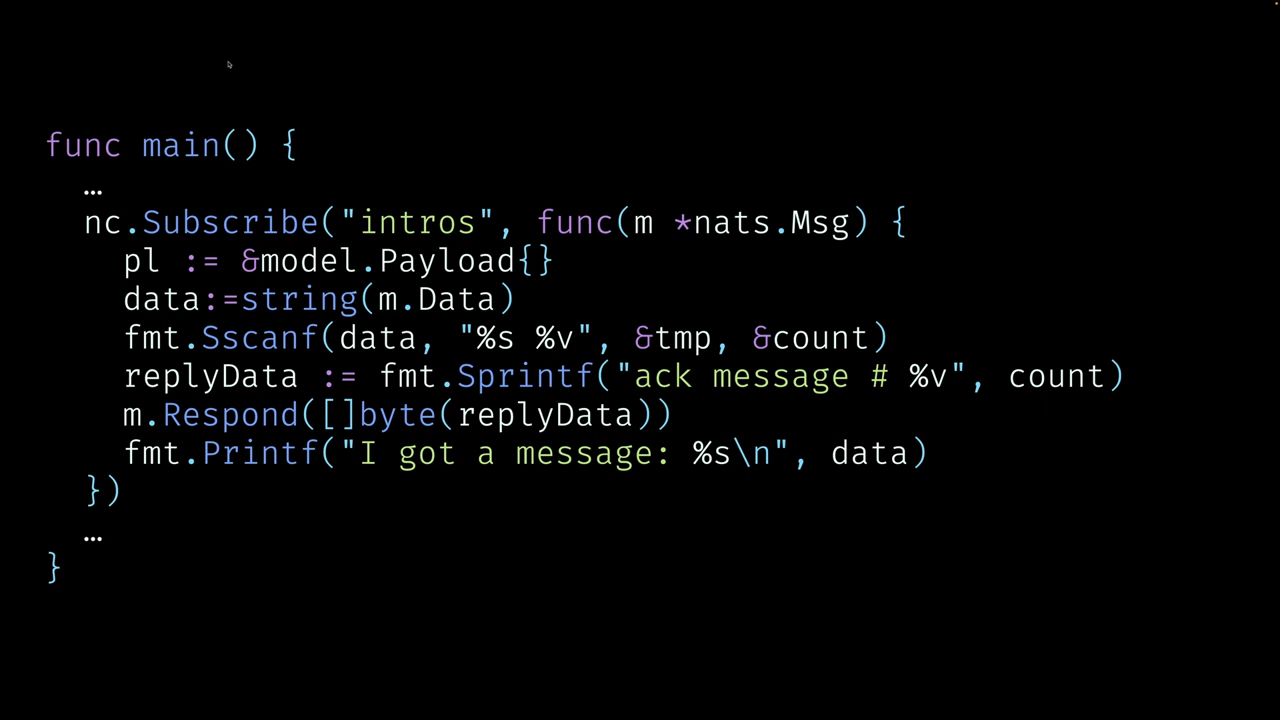 func main() {
…
nc.Subscribe("intros", func(m *nats.Msg) {
pl := &model.Payload{}
data:=string(m.Data)
fmt.Sscanf(data, "%s %v", &tmp, &count)
replyData := fmt.Sprintf("ack message # %v", count)
m.Respond([]byte(replyData))
fmt.Printf("I got a message: %s\n", data)
})
…
}